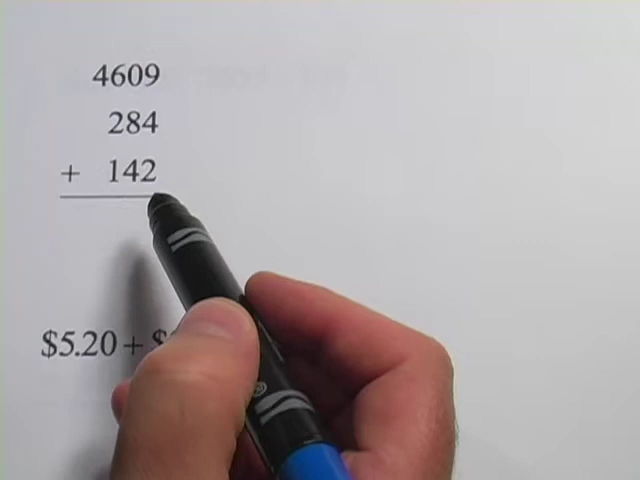 4609
284
+ 142
$5.20 + $